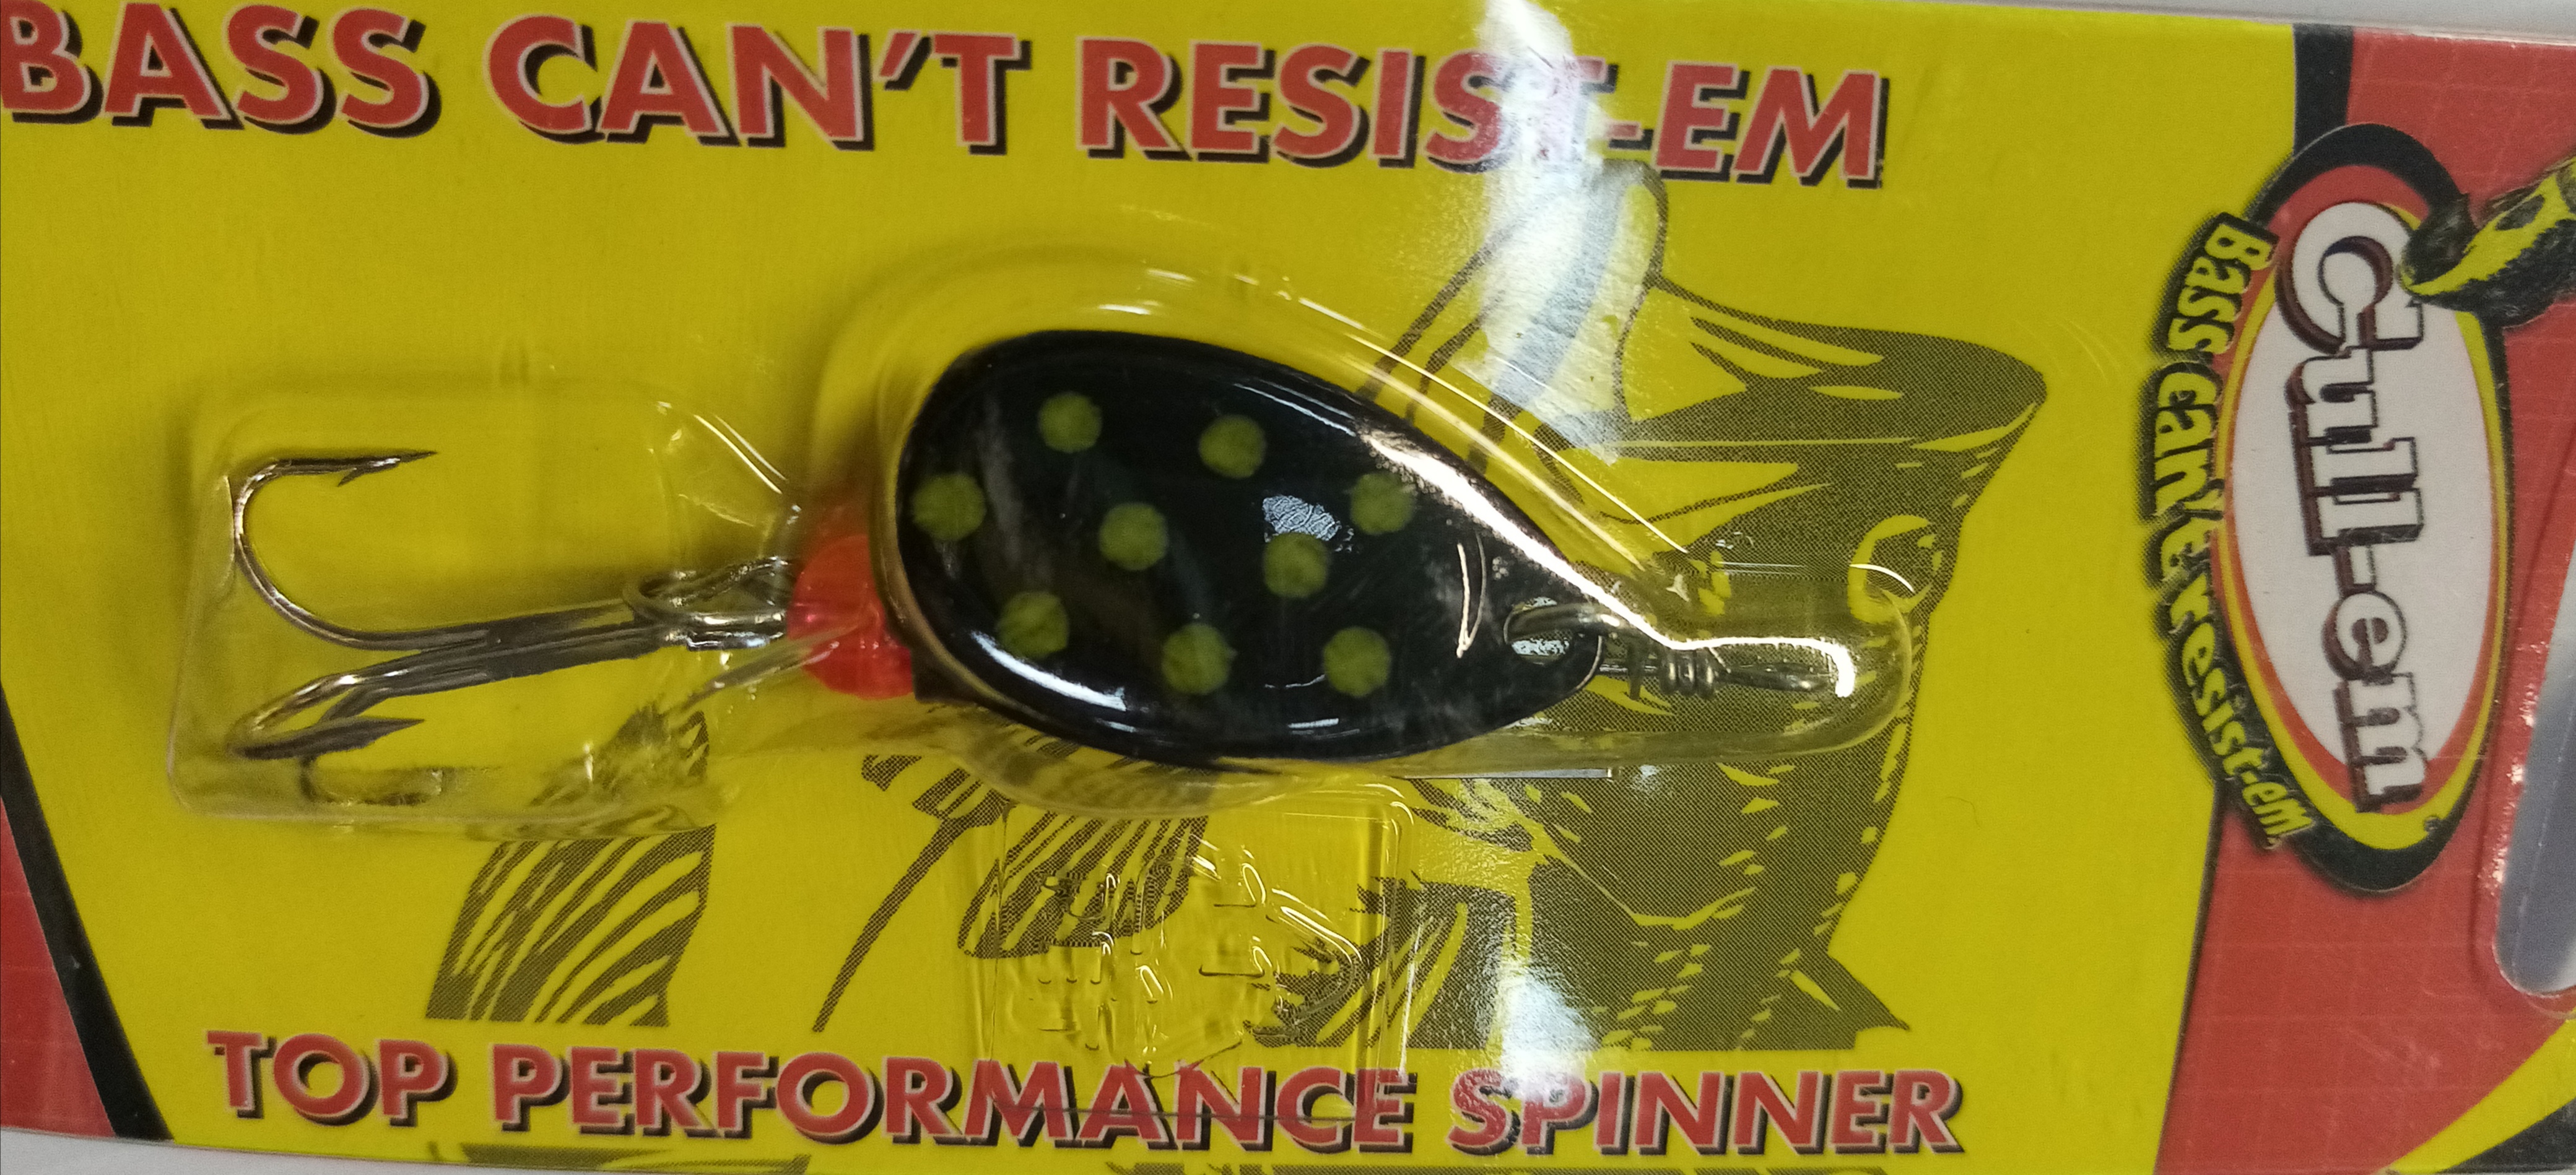 BASS CAN'T RESIST-EM
Cull-em
Bass can't resist-em
TOP PERFORMANCE SPINNER